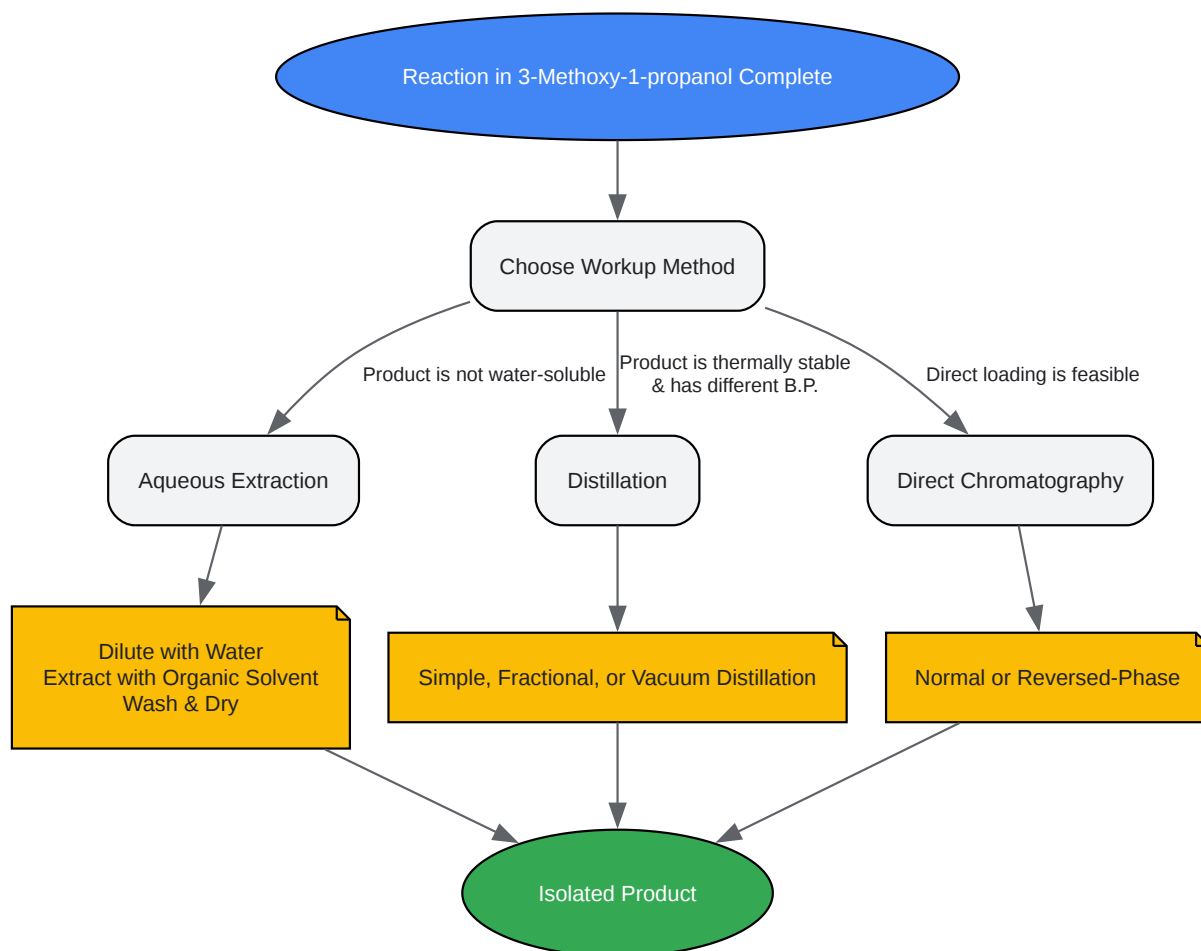 Reaction in 3-Methoxy-1-propanol Complete
Choose Workup Method
Product is not water-soluble
Product is thermally stable
& has different B.P.
Direct loading is feasible
Aqueous Extraction
Distillation
Direct Chromatography
Dilute with Water
Extract with Organic Solvent
Wash & Dry
Simple, Fractional, or Vacuum Distillation
Normal or Reversed-Phase
Isolated Product